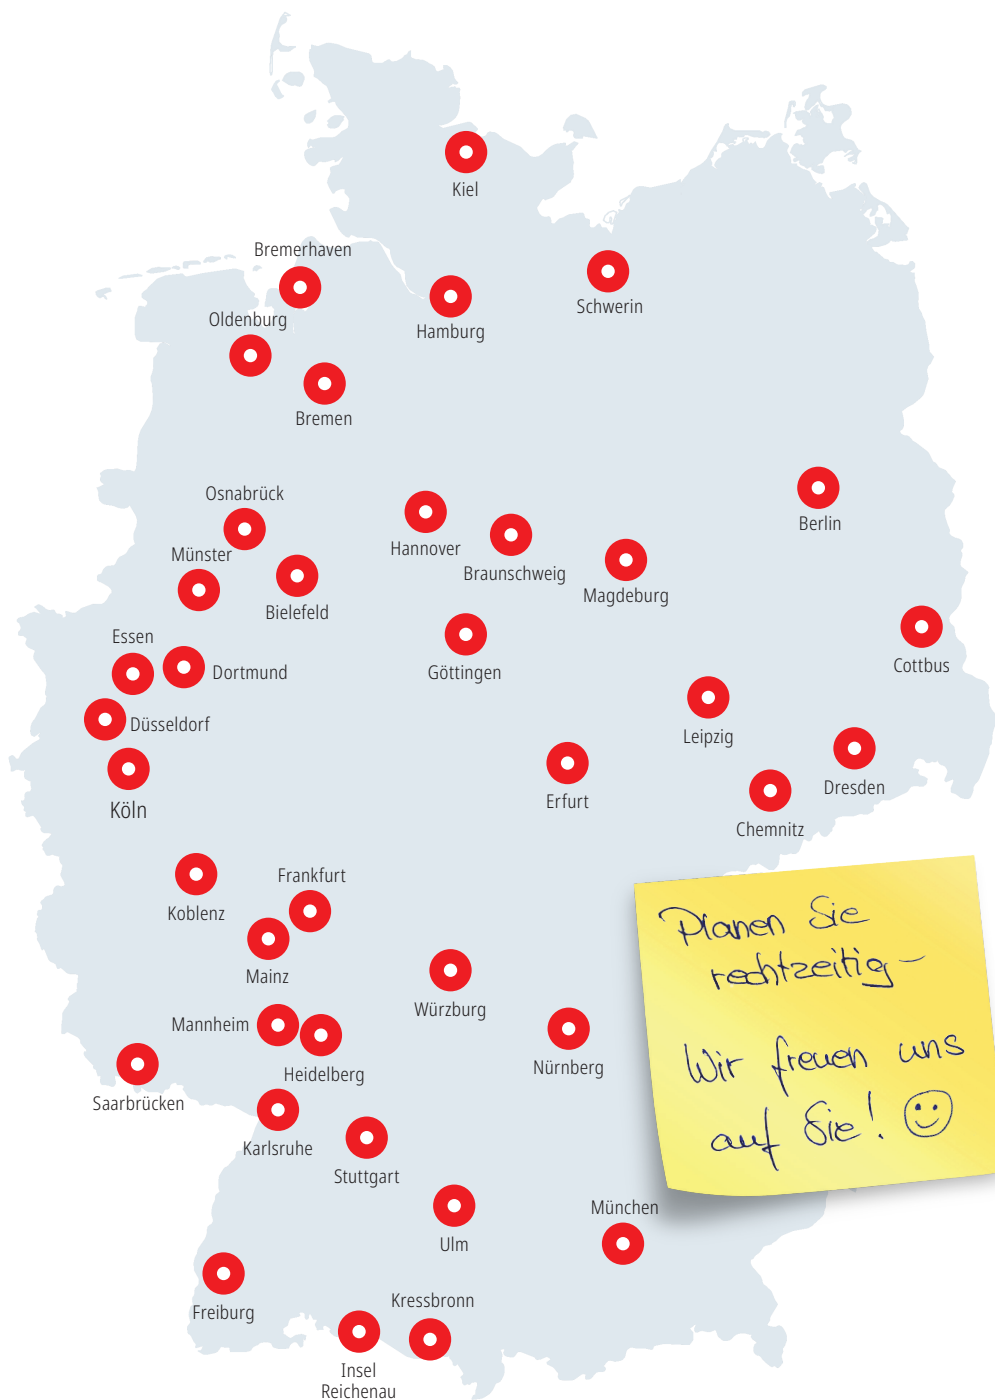 Kiel
Bremerhaven
Schwerin
Oldenburg
Hamburg
Bremen
Osnabrück
Berlin
Hannover
Münster
Braunschweig
Magdeburg
Bielefeld
Essen
Dortmund
Göttingen
Cottbus
Düsseldorf
Leipzig
Köln
Erfurt
Dresden
Chemnitz
Frankfurt
Koblenz
Mainz
Würzburg
Mannheim
Heidelberg
Nürnberg
Saarbrücken
Karlsruhe
Stuttgart
München
Ulm
Freiburg
Kressbronn
Insel
Reichenau
Planen Sie
rechtzeitig –
Wir freuen uns
auf Sie!